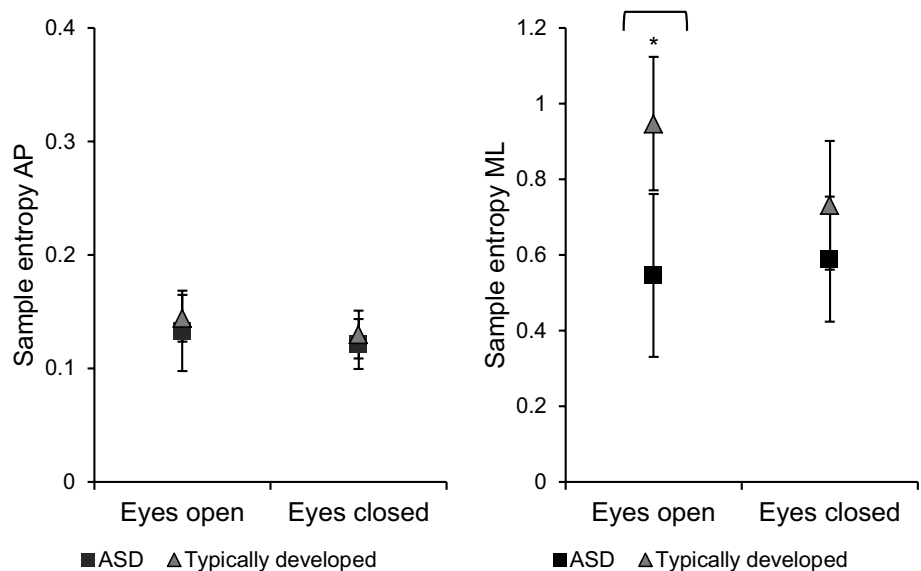 Sample entropy AP
0.4
0.3
0.2
0.1
0
Eyes open
Eyes closed
ASD
Typically developed
Sample entropy ML
1.2
1
0.8
0.6
0.4
0.2
0
*
Eyes open
Eyes closed
ASD
Typically developed